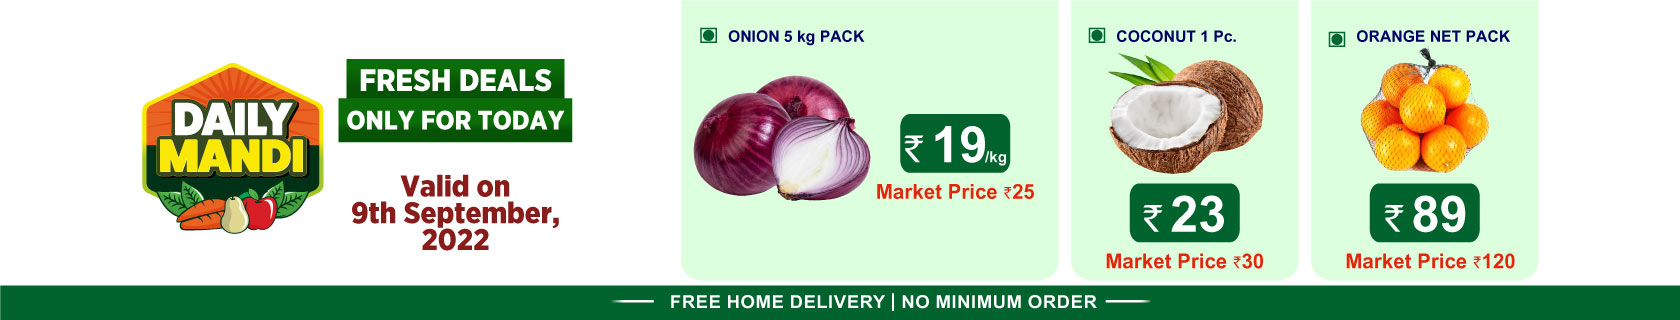 DAILY
MANDI
FRESH DEALS
ONLY FOR TODAY
Valid on
9th September,
2022
ONION 5 kg PACK
₹ 19/kg
Market Price ₹25
COCONUT 1 Pc.
₹ 23
Market Price ₹30
ORANGE NET PACK
₹ 89
Market Price ₹120
FREE HOME DELIVERY | NO MINIMUM ORDER